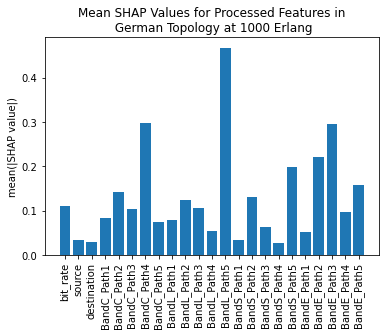 Mean SHAP Values for Processed Features in
German Topology at 1000 Erlang
mean(|SHAP value|)
0.4
0.3
0.2
0.1
0.0
bit_rate
source
destination
BandC_Path1
BandC_Path2
BandC_Path3
BandC_Path4
BandC_Path5
BandL_Path1
BandL_Path2
BandL_Path3
BandL_Path4
BandL_Path5
BandS_Path1
BandS_Path2
BandS_Path3
BandS_Path4
BandS_Path5
BandE_Path1
BandE_Path2
BandE_Path3
BandE_Path4
BandE_Path5